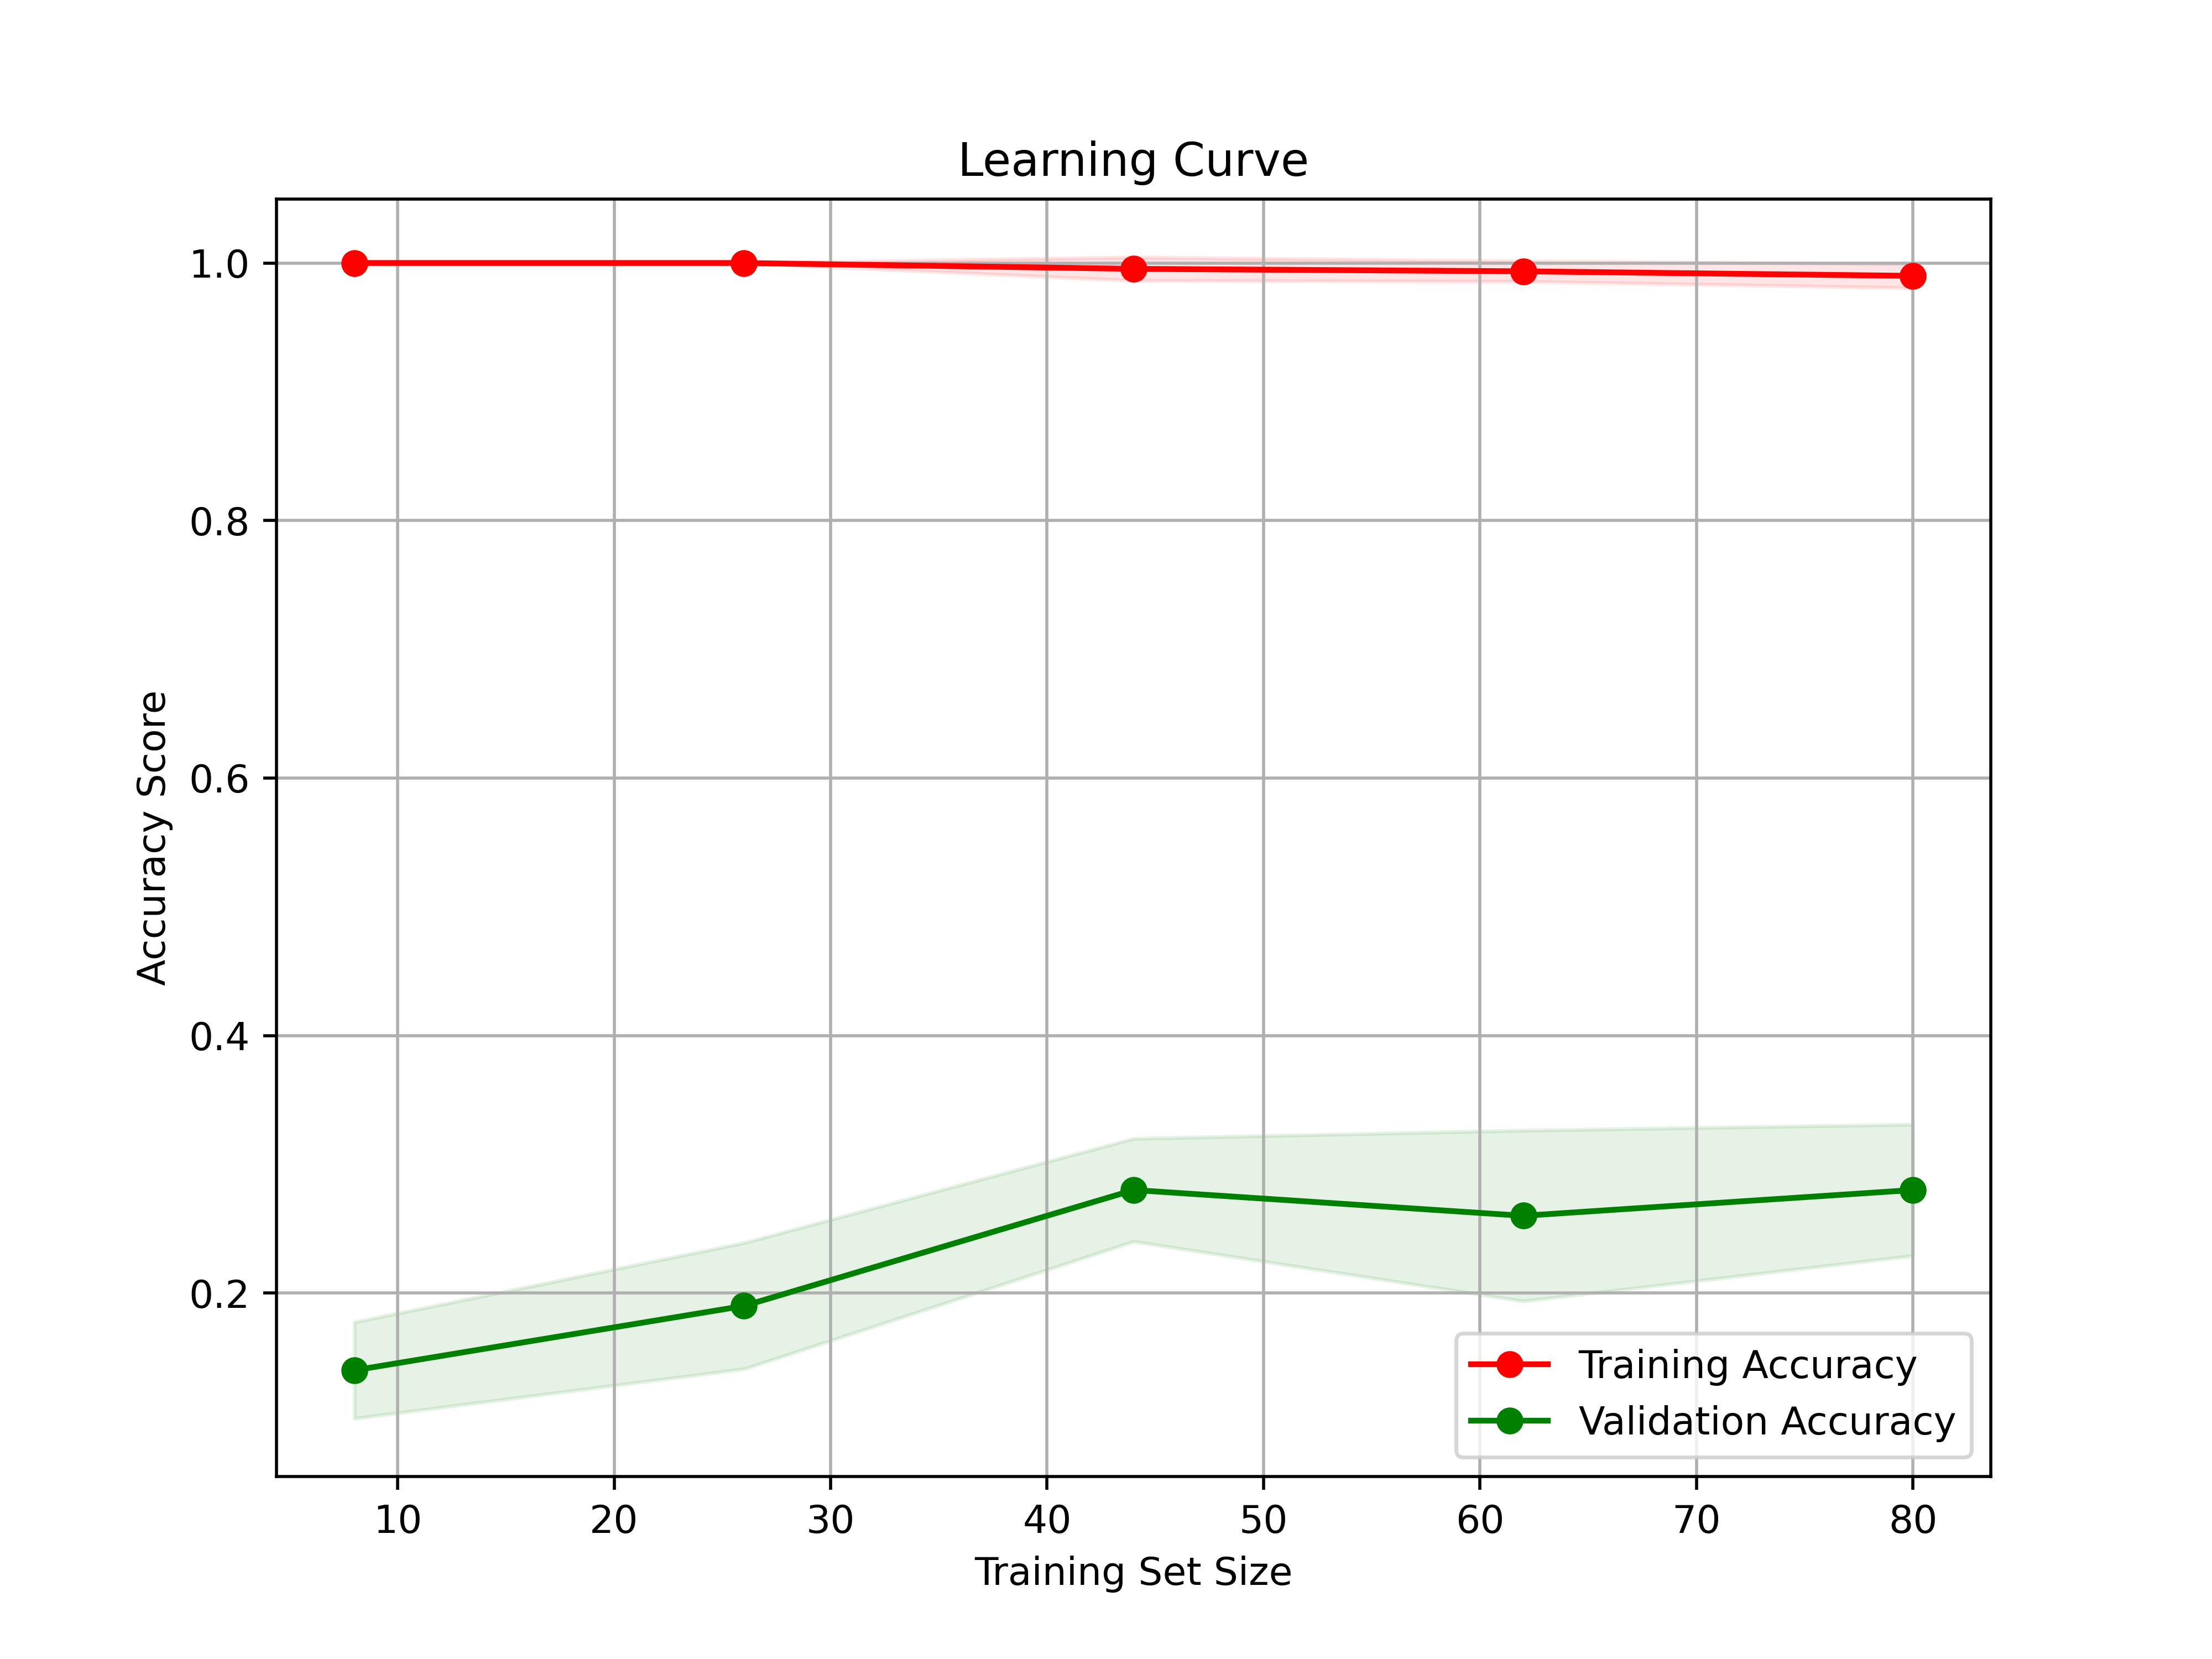 Learning Curve
1.0
0.8
0.6
0.4
0.2
Accuracy Score
10 20 30 40 50 60 70 80
Training Set Size
Training Accuracy
Validation Accuracy